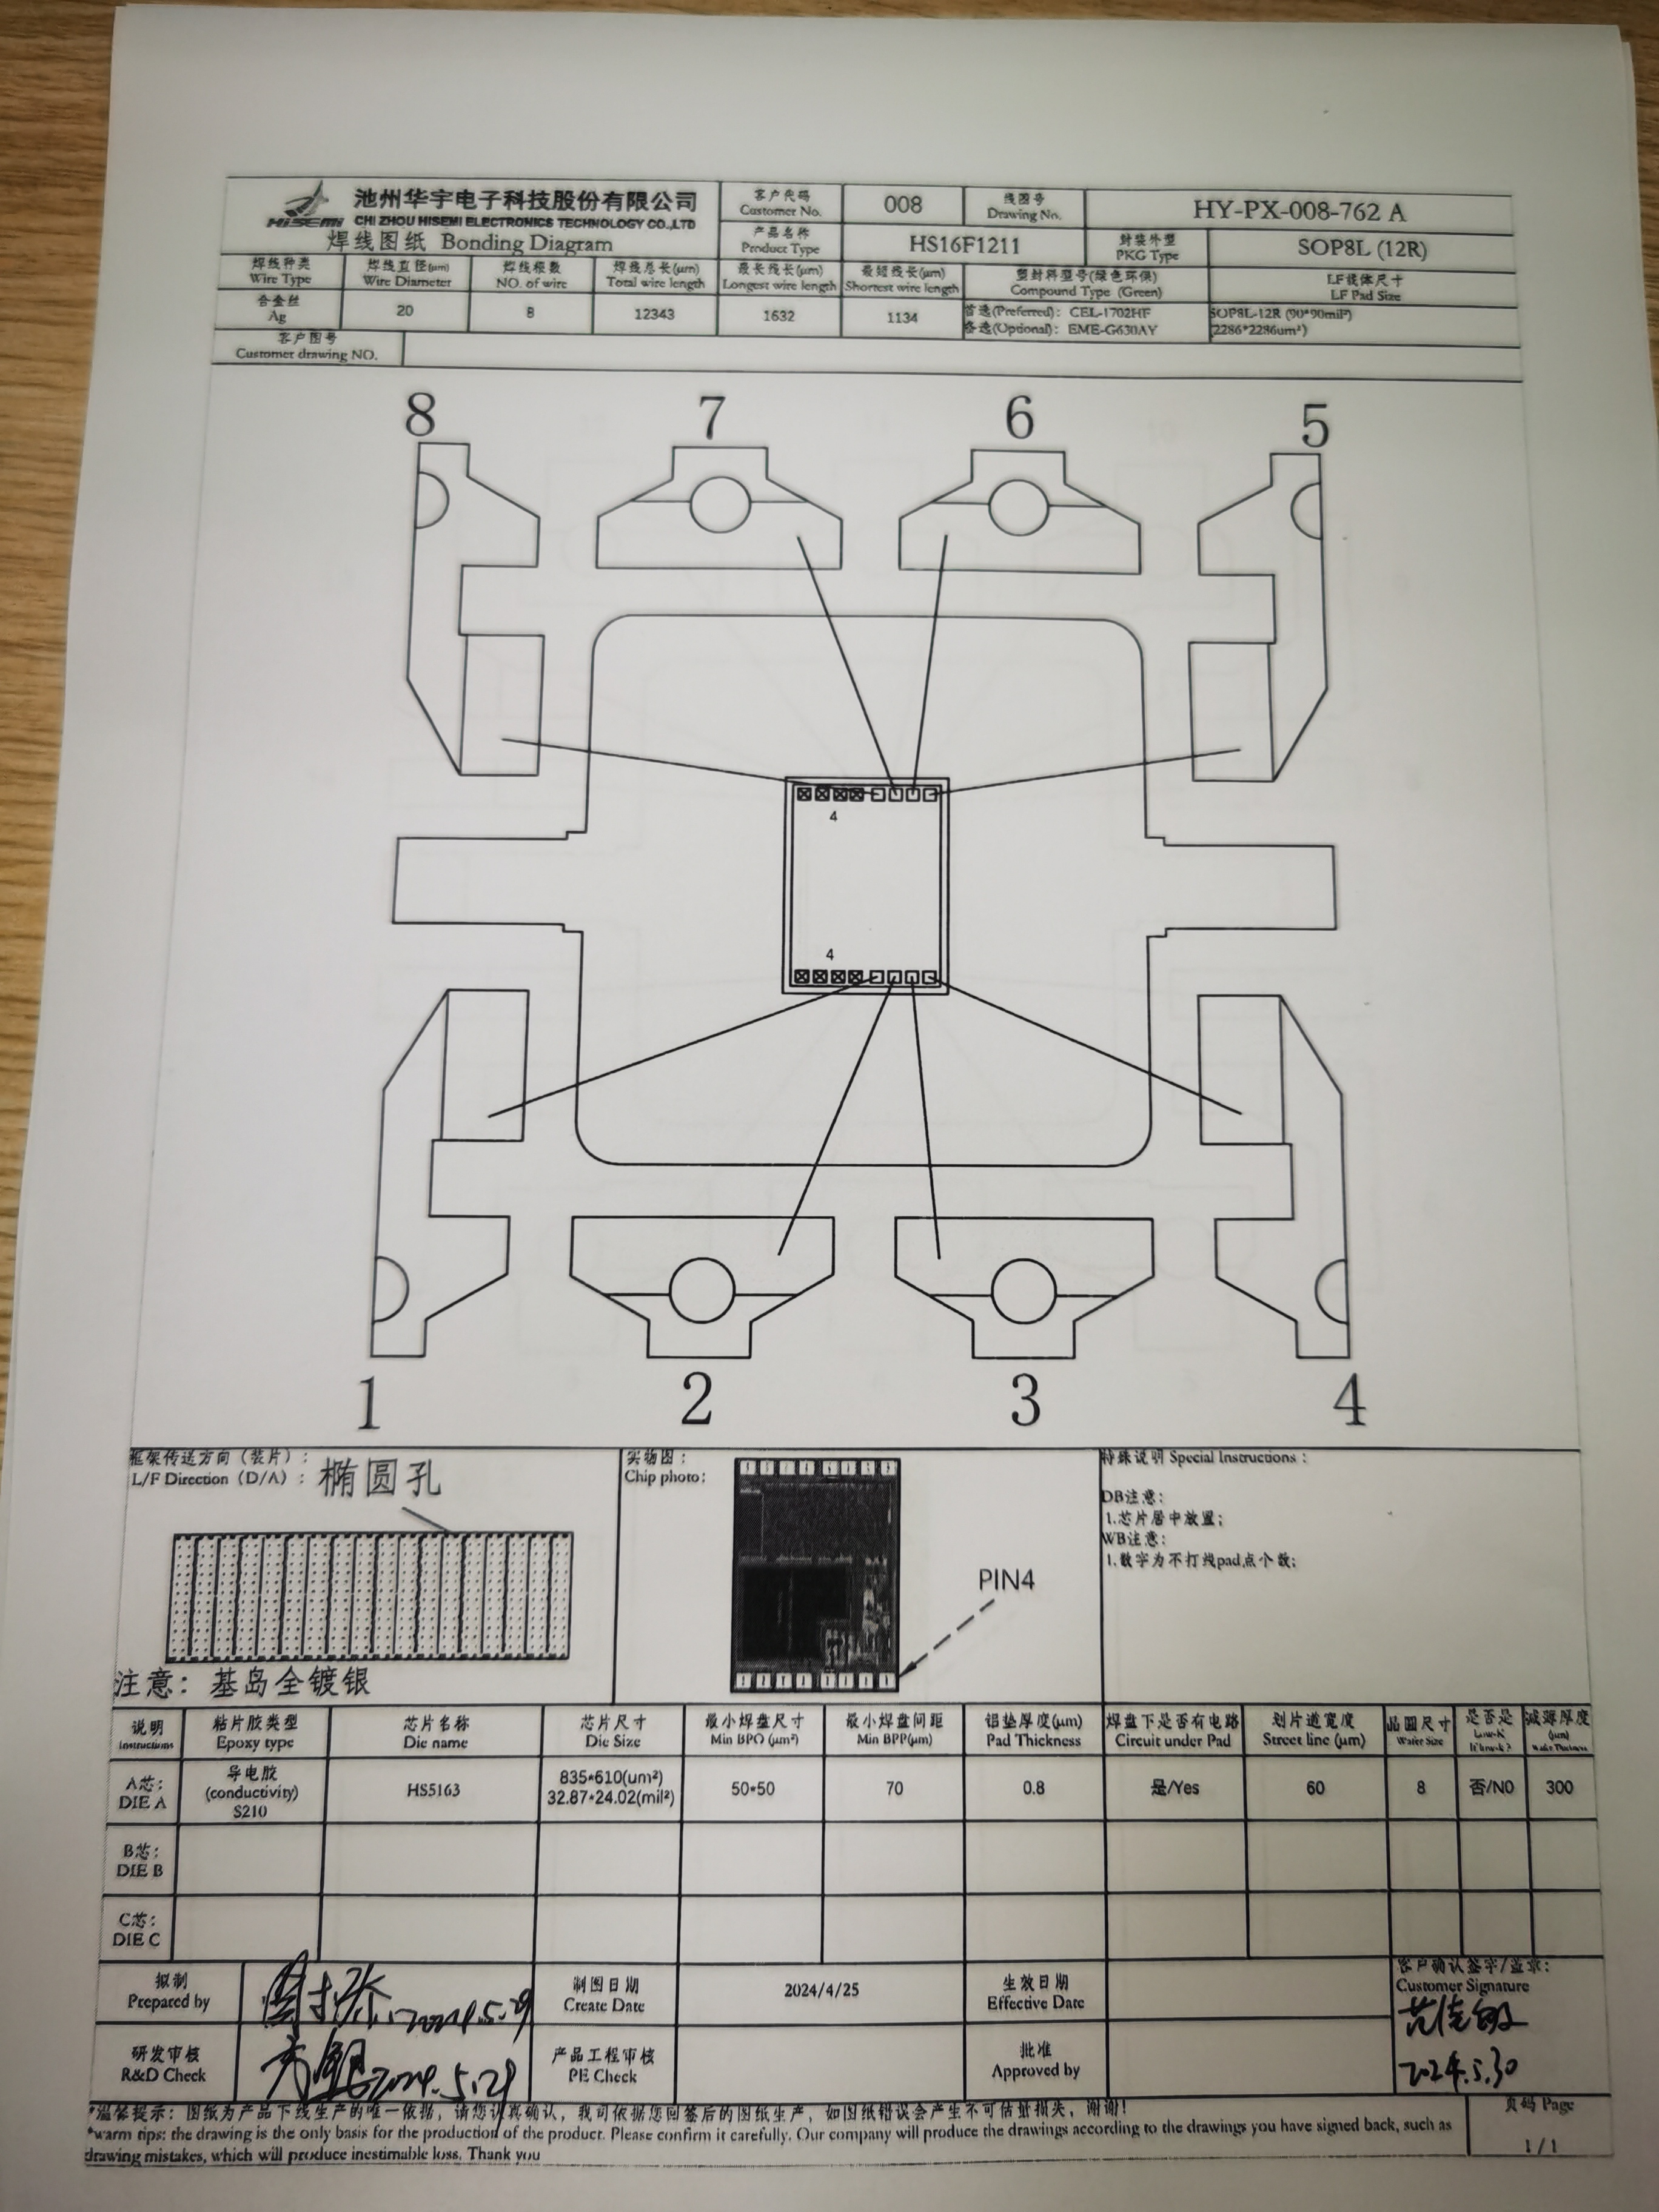 HISEMI
池州华宇电子科技股份有限公司
CHI ZHOU HISEMI ELECTRONICS TECHNOLOGY CO.,LTD
焊线图纸 Bonding Diagram
客户代码
Customer No.
008
线图号
Drawing No.
HY-PX-008-762 A
产品名称
Product Type
HS16F1211
封装外型
PKG Type
SOP8L (12R)
焊线种类
Wire Type
焊线直径(μm)
Wire Diameter
焊线根数
NO. of wire
焊线总长(μm)
Total wire length
最长线长(μm)
Longest wire length
最短线长(μm)
Shortest wire length
塑封料型号(绿色环保)
Compound Type (Green)
LF载体尺寸
LF Pad Size
合金丝
Ag
20
8
12343
1632
1134
首选(Preferred): CEL-1702HF
备选(Optional): EME-G630AY
SOP8L-12R (90*90mil²)
(2286*2286um²)
客户图号
Customer drawing NO.
8
7
6
5
4
4
1
2
3
4
框架传送方向（装片）:
L/F Direction（D/A）:
椭圆孔
注意：基岛全镀银
实物图:
Chip photo:
PIN4
特殊说明 Special Instructions :
DB注意:
1.芯片居中放置;
WB注意:
1.数字为不打线pad点个数;
说明
Instructions
粘片胶类型
Epoxy type
芯片名称
Die name
芯片尺寸
Die Size
最小焊盘尺寸
Min BPO (μm²)
最小焊盘间距
Min BPP(μm)
铝垫厚度(μm)
Pad Thickness
焊盘下是否有电路
Circuit under Pad
划片道宽度
Street line (μm)
晶圆尺寸
Wafer Size
是否是
Low-k
减薄厚度
(μm)
A芯:
DIE A
导电胶
(conductivity)
S210
HS5163
835*610(um²)
32.87*24.02(mil²)
50*50
70
0.8
是/Yes
60
8
否/NO
300
B芯:
DIE B
C芯:
DIE C
拟制
Prepared by
2024.5.29
制图日期
Create Date
2024/4/25
生效日期
Effective Date
客户确认签字/盖章:
Customer Signature
2024.5.30
研发审核
R&D Check
2024.5.29
产品工程审核
PE Check
批准
Approved by
*温馨提示：图纸为产品下线生产的唯一依据，请您认真确认，我司依据您回签后的图纸生产，如图纸错误会产生不可估量损失，谢谢!
*warm tips: the drawing is the only basis for the production of the product. Please confirm it carefully. Our company will produce the drawings according to the drawings you have signed back, such as
drawing mistakes, which will produce inestimable loss. Thank you
页码 Page
1/1